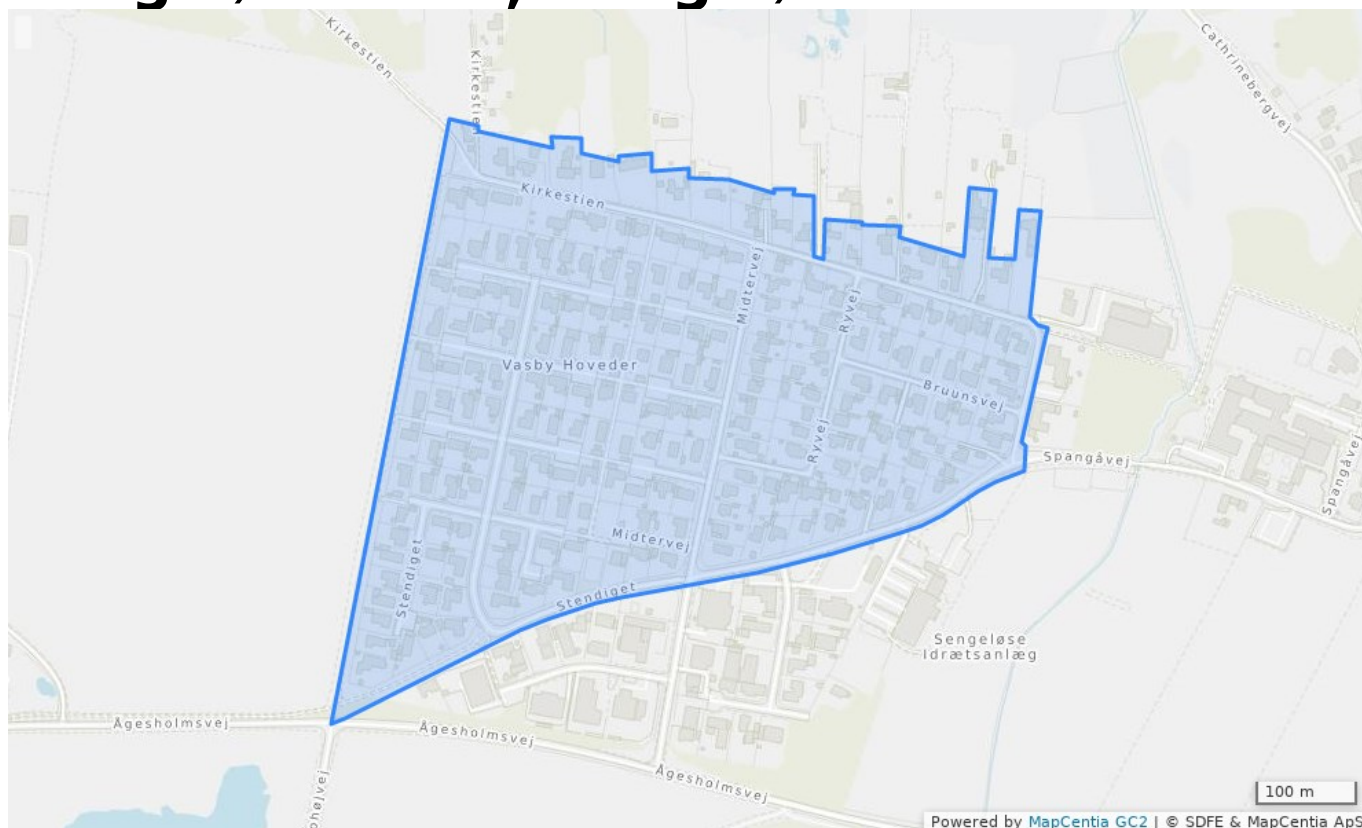 Kirkestien
Kirkestien
Cathrinebergvej
Kirkestien
Midtervej
Ryvej
Vasby Hoveder
Bruunsvej
Ryvej
Spangåvej
Spangåvej
Midtervej
Stendiget
Stendiget
Sengeløse
Idrætsanlæg
Ågesholmsvej
Ågesholmsvej
Ågesholmsvej
højvej
100 m
Powered by MapCentia GC2 | © SDFE & MapCentia ApS